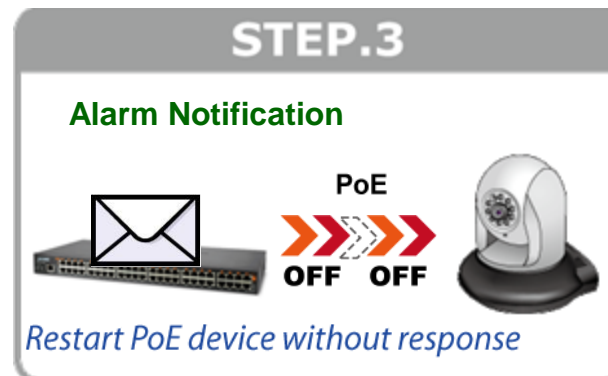 STEP.3
Alarm Notification
PoE
OFF OFF
Restart PoE device without response